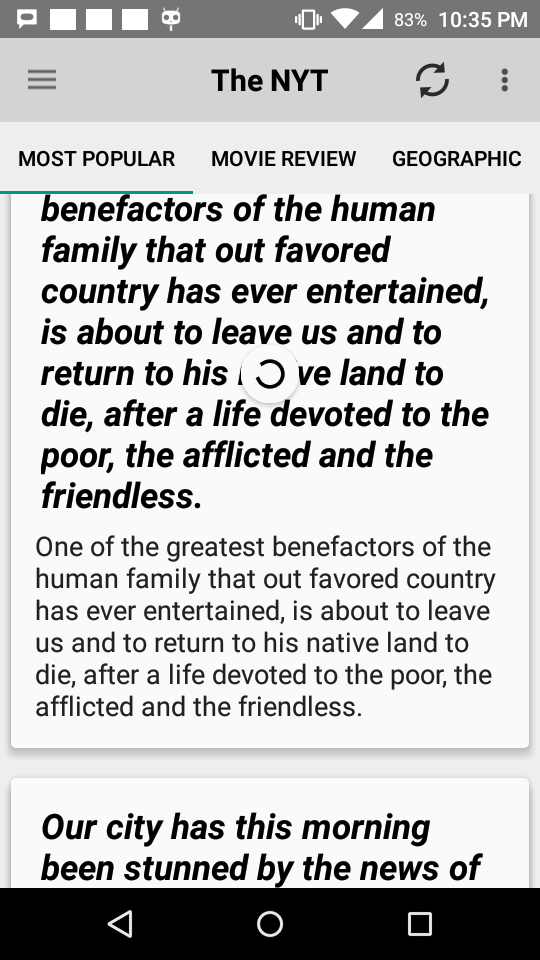 83% 10:35 PM
The NYT
MOST POPULAR MOVIE REVIEW GEOGRAPHIC
benefactors of the human
family that out favored
country has ever entertained,
is about to leave us and to
return to his land to
die, after a life devoted to the
poor, the afflicted and the
friendless.
One of the greatest benefactors of the
human family that out favored country
has ever entertained, is about to leave
us and to return to his native land to
die, after a life devoted to the poor, the
afflicted and the friendless.
Our city has this morning
been stunned by the news of